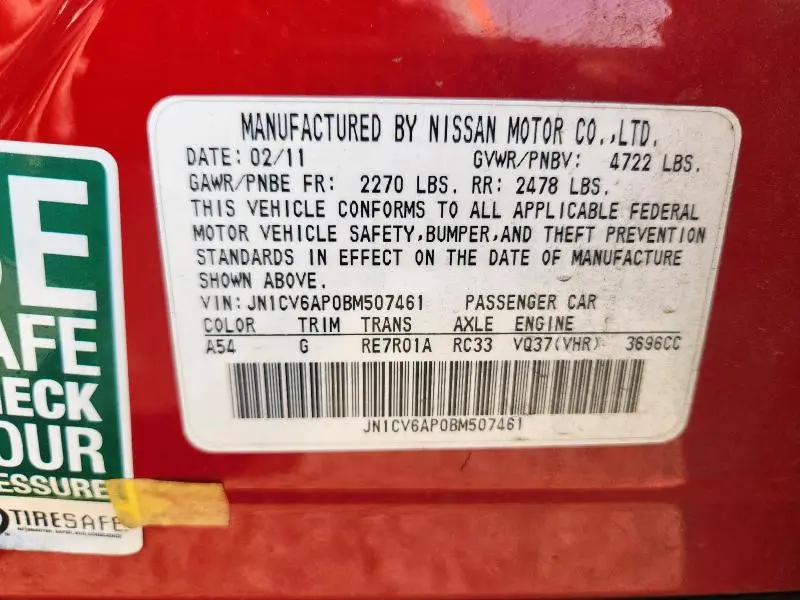 MANUFACTURED BY NISSAN MOTOR CO.,LTD.
DATE: 02/11 GVWR/PNBV: 4722 LBS.
GAWR/PNBE FR: 2270 LBS. RR: 2478 LBS.
THIS VEHICLE CONFORMS TO ALL APPLICABLE FEDERAL
MOTOR VEHICLE SAFETY,BUMPER,AND THEFT PREVENTION
STANDARDS IN EFFECT ON THE DATE OF MANUFACTURE
SHOWN ABOVE.
VIN: JN1CV6AP0BM507461 PASSENGER CAR
COLOR TRIM TRANS AXLE ENGINE
A54 G RE7R01A RC33 VQ37(VHR) 3696CC
JN1CV6AP0BM507461
E
AFE
HECK
OUR
ESSURE
TIRESAFE